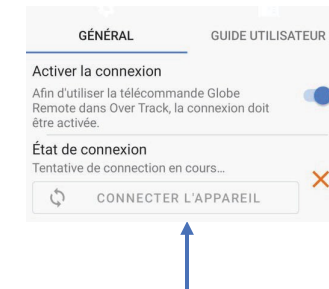 GÉNÉRAL GUIDE UTILISATEUR
Activer la connexion
Afin d'utiliser la télécommande Globe
Remote dans Over Track, la connexion doit
être activée.
État de connexion
Tentative de connection en cours...
CONNECTER L'APPAREIL